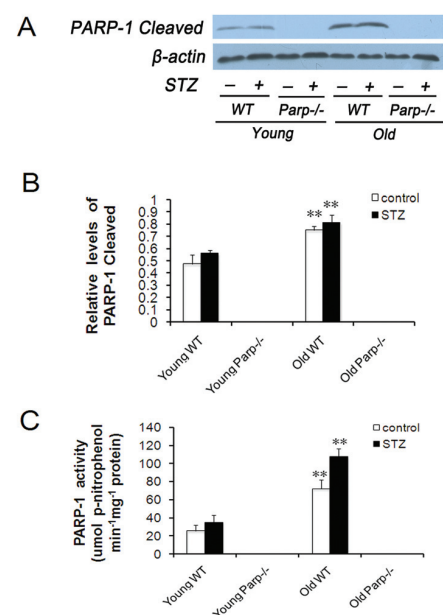 A
PARP-1 Cleaved
β-actin
STZ – + – + – + – +
WT Parp-/- WT Parp-/-
Young Old
B
Relative levels of
PARP-1 Cleaved
1
0.9
0.8
0.7
0.6
0.5
0.4
0.3
0.2
0.1
0
** **
control
STZ
Young WT
Young Parp-/-
Old WT
Old Parp-/-
C
PARP-1 activity
(umol p-nitrophenol
min-1mg-1 protein)
140
120
100
80
60
40
20
0
** **
control
STZ
Young WT
Young Parp-/-
Old WT
Old Parp-/-